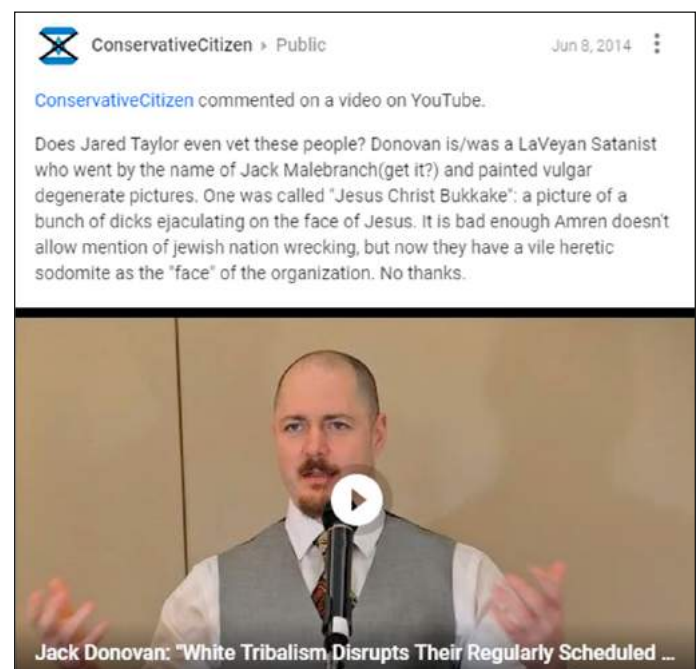 ConservativeCitizen ▸ Public Jun 8, 2014
ConservativeCitizen commented on a video on YouTube.
Does Jared Taylor even vet these people? Donovan is/was a LaVeyan Satanist
who went by the name of Jack Malebranch(get it?) and painted vulgar
degenerate pictures. One was called "Jesus Christ Bukkake": a picture of a
bunch of dicks ejaculating on the face of Jesus. It is bad enough Amren doesn't
allow mention of jewish nation wrecking, but now they have a vile heretic
sodomite as the "face" of the organization. No thanks.
Jack Donovan: "White Tribalism Disrupts Their Regularly Scheduled ...